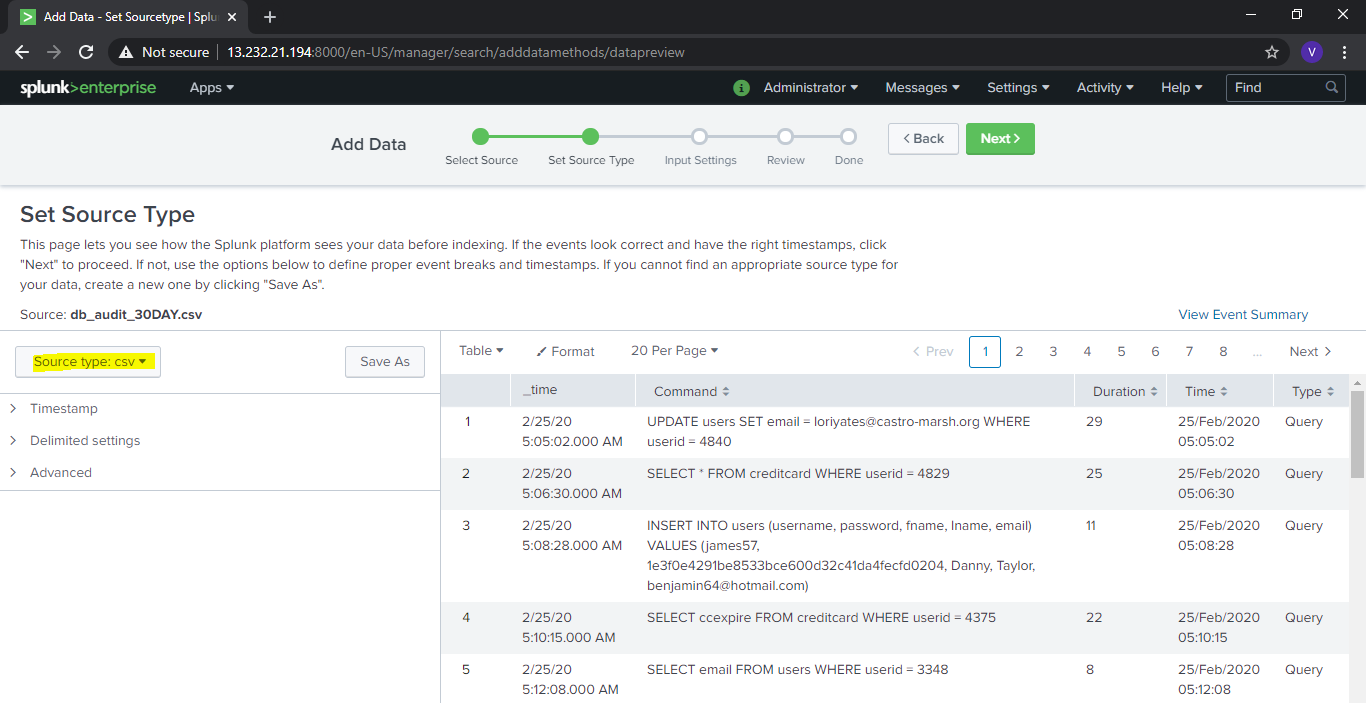 Add Data - Set Sourcetype | Splu
Not secure
13.232.21.194:8000/en-US/manager/search/adddatamethods/datapreview
V
splunk>enterprise
Apps
i
Administrator
Messages
Settings
Activity
Help
Find
Add Data
Select Source
Set Source Type
Input Settings
Review
Done
< Back
Next >
Set Source Type
This page lets you see how the Splunk platform sees your data before indexing. If the events look correct and have the right timestamps, click
"Next" to proceed. If not, use the options below to define proper event breaks and timestamps. If you cannot find an appropriate source type for
your data, create a new one by clicking "Save As".
Source: db_audit_30DAY.csv
View Event Summary
Source type: csv
Save As
> Timestamp
> Delimited settings
> Advanced
Table
Format
20 Per Page
< Prev 1 2 3 4 5 6 7 8 ... Next >
_time Command Duration Time Type
1 2/25/20 UPDATE users SET email = loriyates@castro-marsh.org WHERE 29 25/Feb/2020 Query
5:05:02.000 AM userid = 4840 05:05:02
2 2/25/20 SELECT * FROM creditcard WHERE userid = 4829 25 25/Feb/2020 Query
5:06:30.000 AM 05:06:30
3 2/25/20 INSERT INTO users (username, password, fname, lname, email) 11 25/Feb/2020 Query
5:08:28.000 AM VALUES (james57, 05:08:28
1e3f0e4291be8533bce600d32c41da4fecfd0204, Danny, Taylor,
benjamin64@hotmail.com)
4 2/25/20 SELECT ccexpire FROM creditcard WHERE userid = 4375 22 25/Feb/2020 Query
5:10:15.000 AM 05:10:15
5 2/25/20 SELECT email FROM users WHERE userid = 3348 8 25/Feb/2020 Query
5:12:08.000 AM 05:12:08